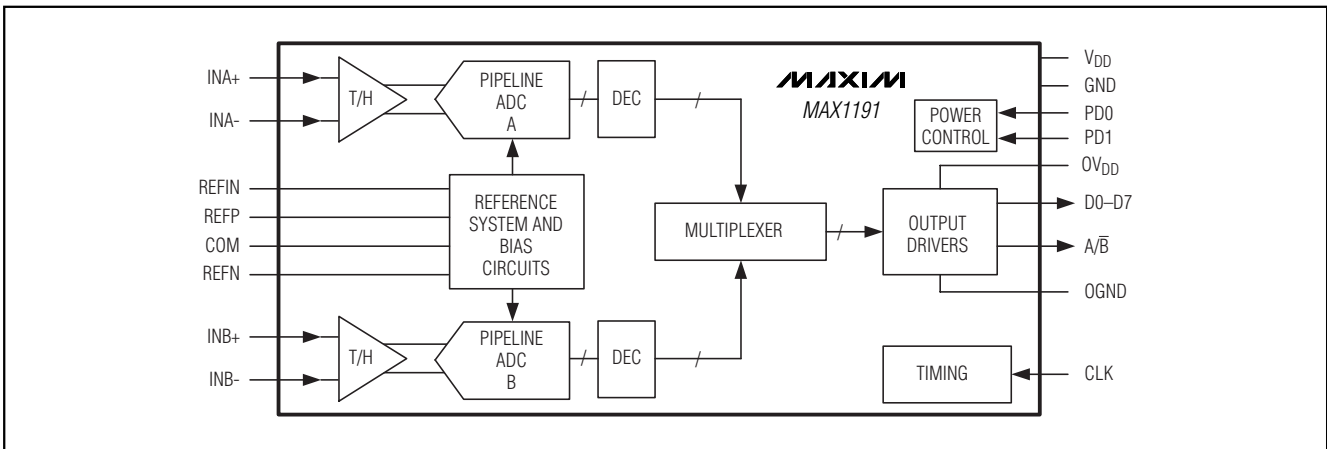 INA+
INA-
T/H
PIPELINE
ADC
A
DEC
MAXIM
MAX1191
POWER
CONTROL
VDD
GND
PD0
PD1
OVDD
REFIN
REFP
COM
REFN
REFERENCE
SYSTEM AND
BIAS
CIRCUITS
MULTIPLEXER
OUTPUT
DRIVERS
D0–D7
A/B̅
OGND
INB+
INB-
T/H
PIPELINE
ADC
B
DEC
TIMING
CLK